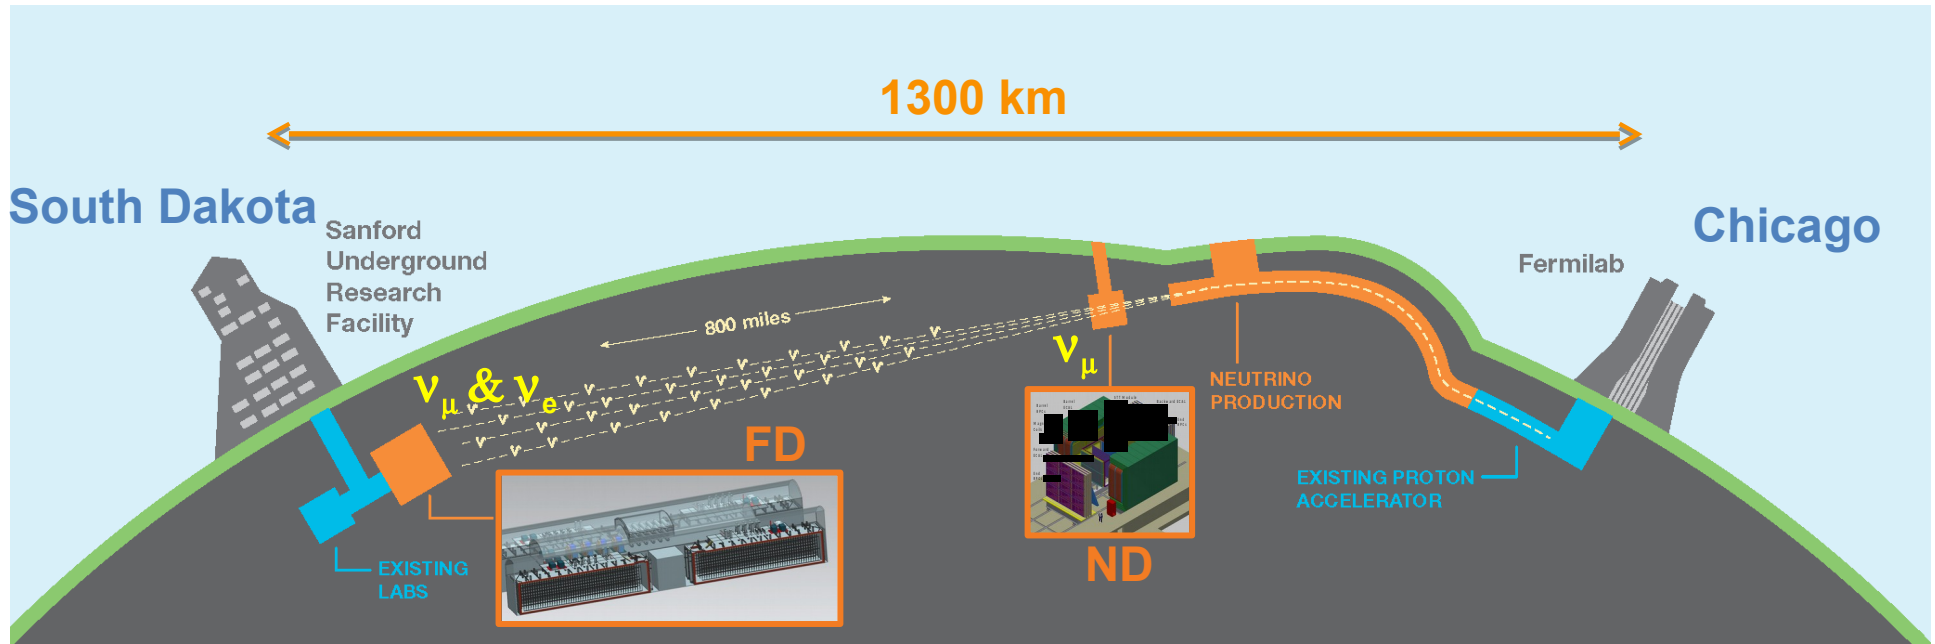 1300 km
South Dakota
Sanford
Underground
Research
Facility
Chicago
Fermilab
800 miles
νμ & νe
νμ
NEUTRINO
PRODUCTION
FD
EXISTING PROTON
ACCELERATOR
ND
EXISTING
LABS